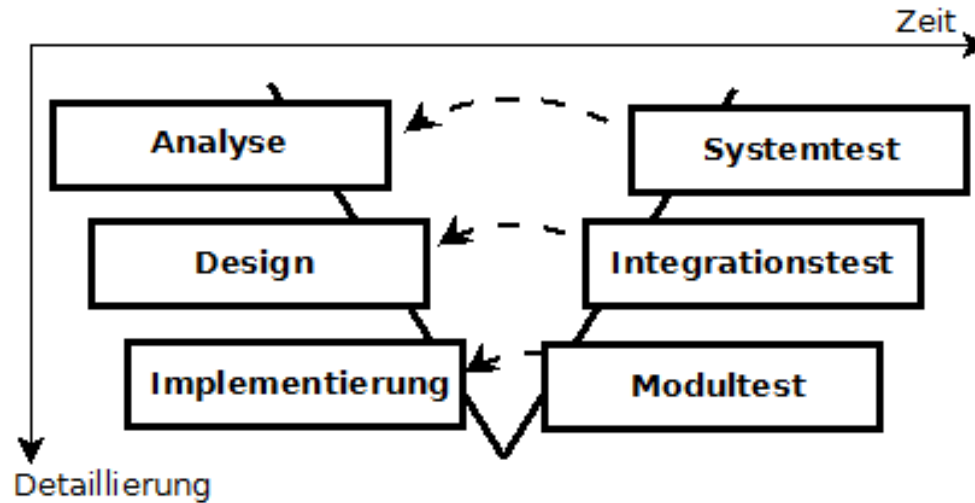 Zeit
Analyse
Systemtest
Design
Integrationstest
Implementierung
Modultest
Detaillierung